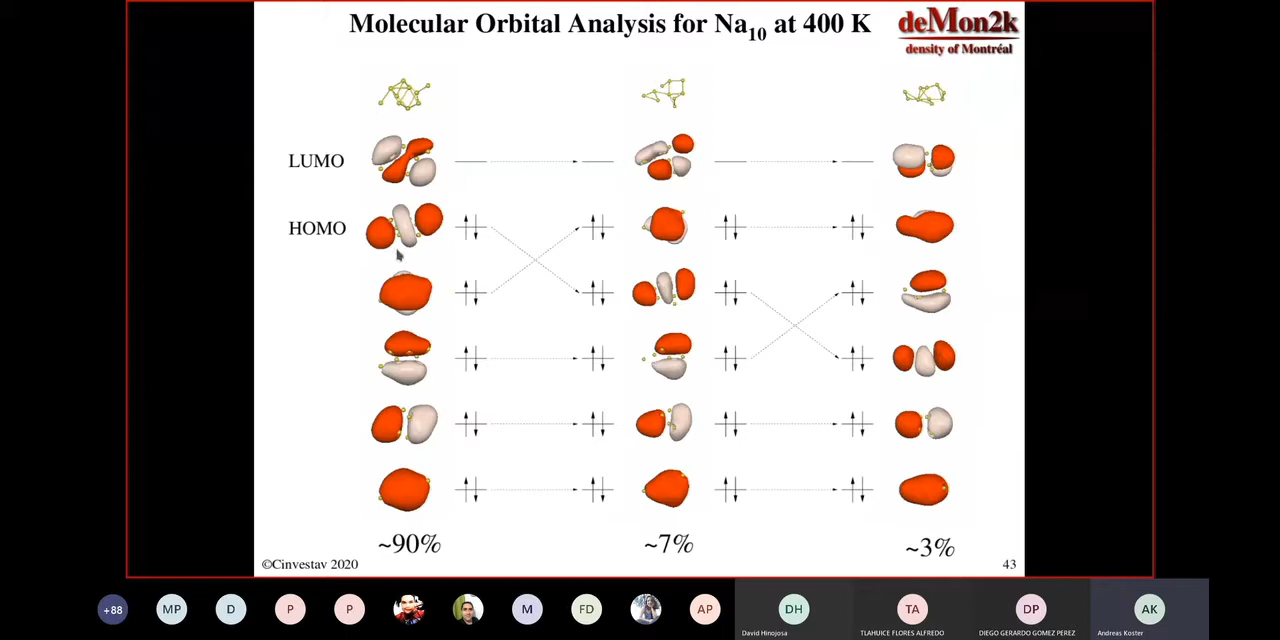 Molecular Orbital Analysis for Na10 at 400 K
deMon2k
density of Montréal
LUMO
HOMO
~90%
~7%
~3%
©Cinvestav 2020
43
+88
MP
D
P
P
M
FD
AP
DH
TA
DP
AK
David Hinojosa
TLAHUICE FLORES ALFREDO
DIEGO GERARDO GOMEZ PEREZ
Andreas Koster